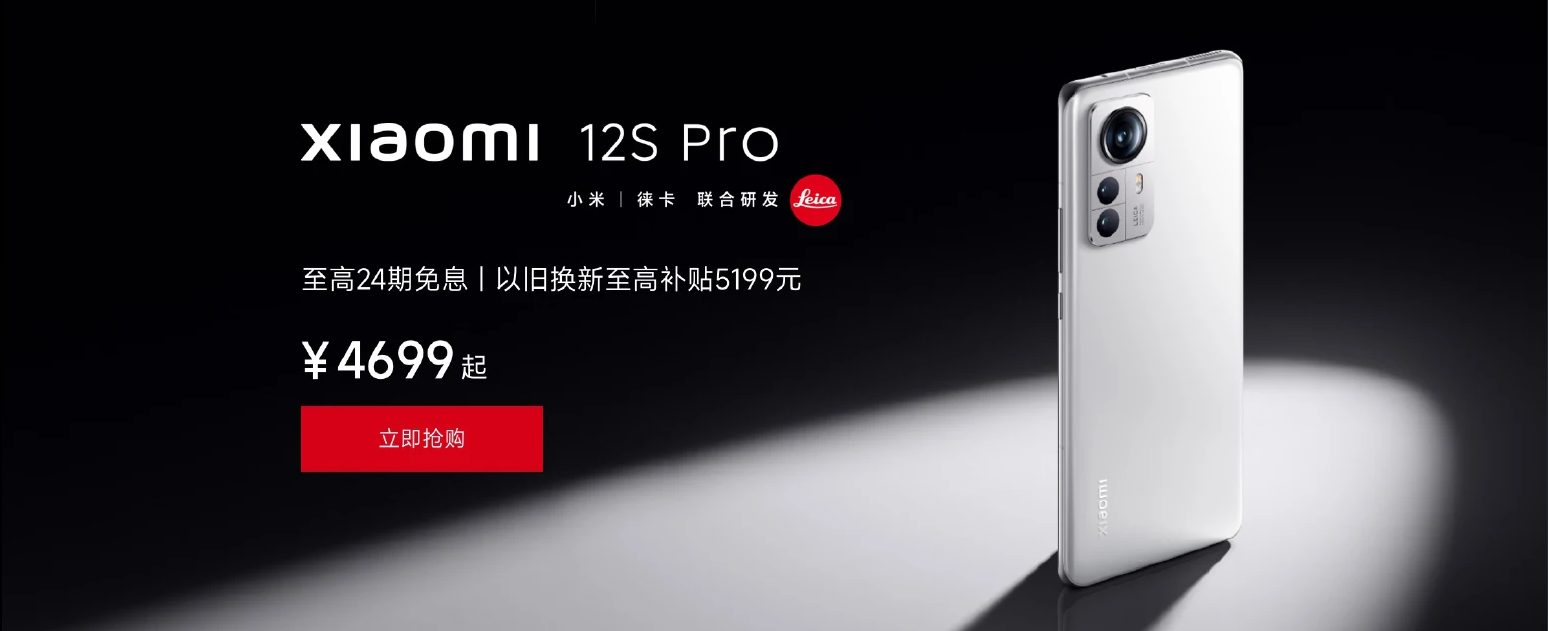 xiaomi 12S Pro
小米 | 徕卡 联合研发 Leica
至高24期免息 | 以旧换新至高补贴5199元
¥4699起
立即抢购
LEICA
xiaomi